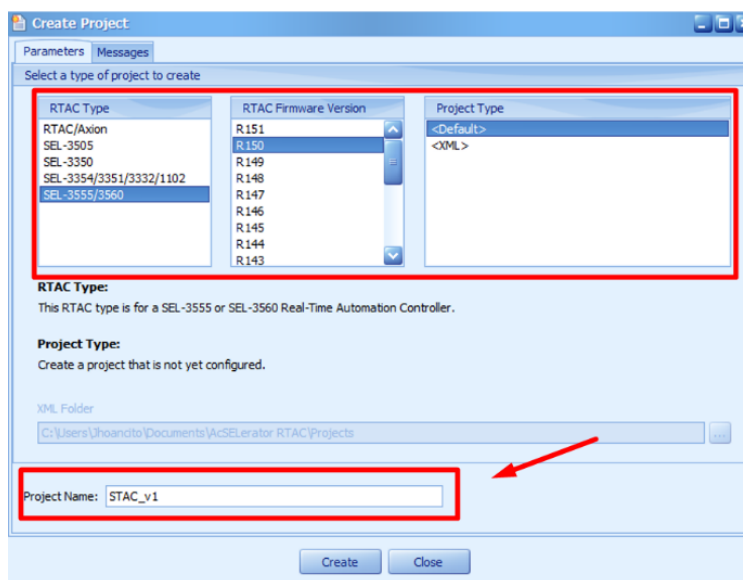 Create Project
Parameters Messages
Select a type of project to create
RTAC Type
RTAC/Axion
SEL-3505
SEL-3350
SEL-3354/3351/3332/1102
SEL-3555/3560
RTAC Firmware Version
R151
R150
R149
R148
R147
R146
R145
R144
R143
Project Type
<Default>
<XML>
RTAC Type:
This RTAC type is for a SEL-3555 or SEL-3560 Real-Time Automation Controller.
Project Type:
Create a project that is not yet configured.
XML Folder
C:\Users\Jhoancito\Documents\AcSELerator RTAC\Projects
...
Project Name: STAC_v1
Create Close